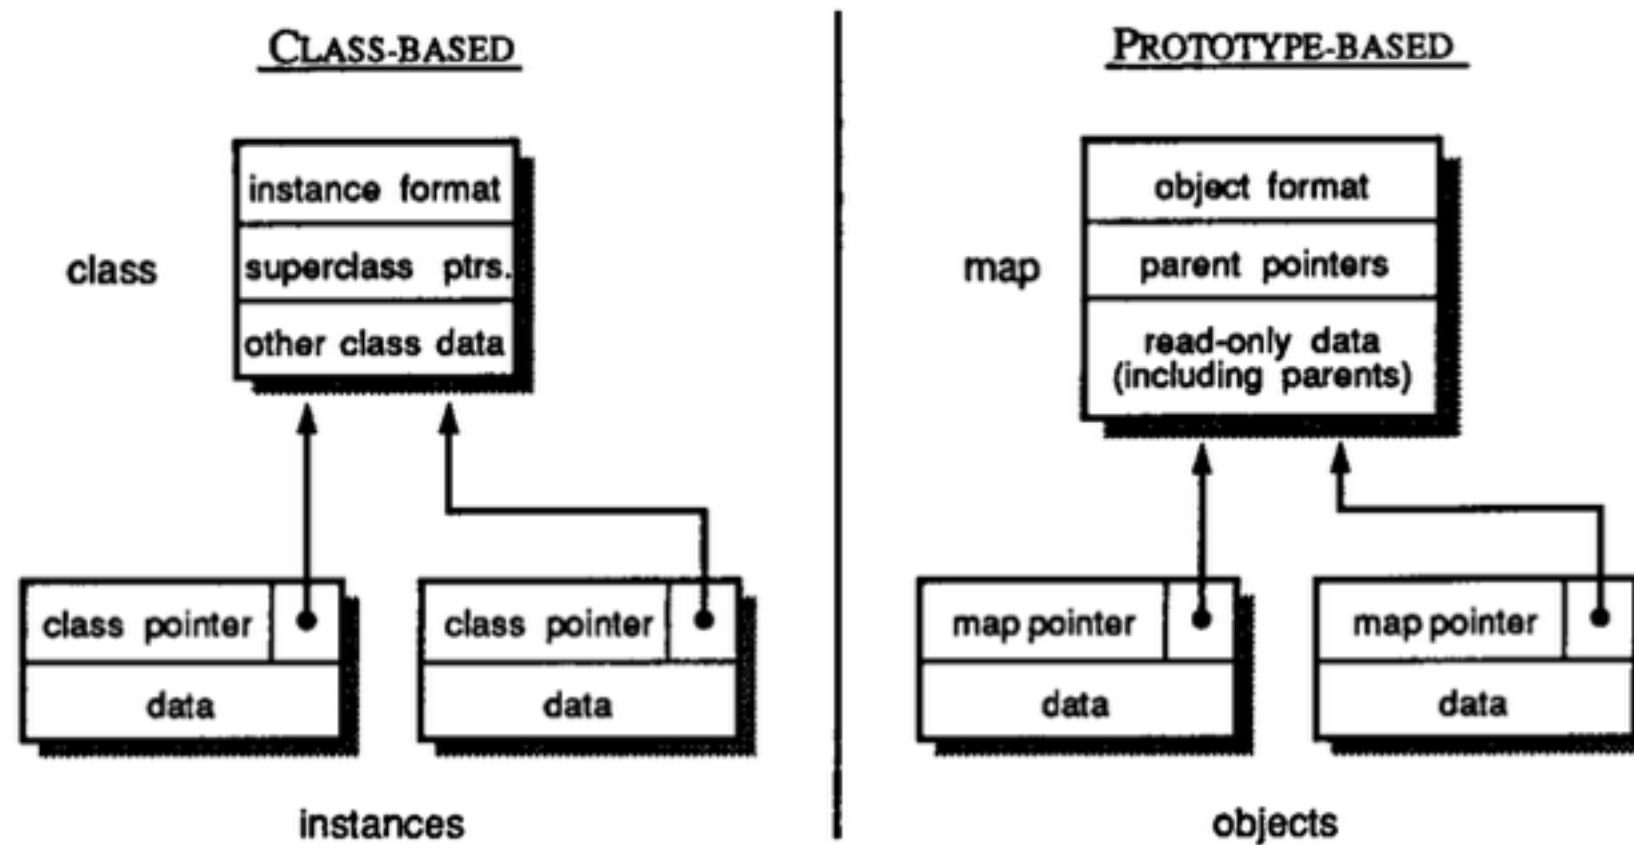 CLASS-BASED
instance format
class
superclass ptrs.
other class data
class pointer
data
class pointer
data
instances
PROTOTYPE-BASED
object format
map
parent pointers
read-only data
(including parents)
map pointer
data
map pointer
data
objects